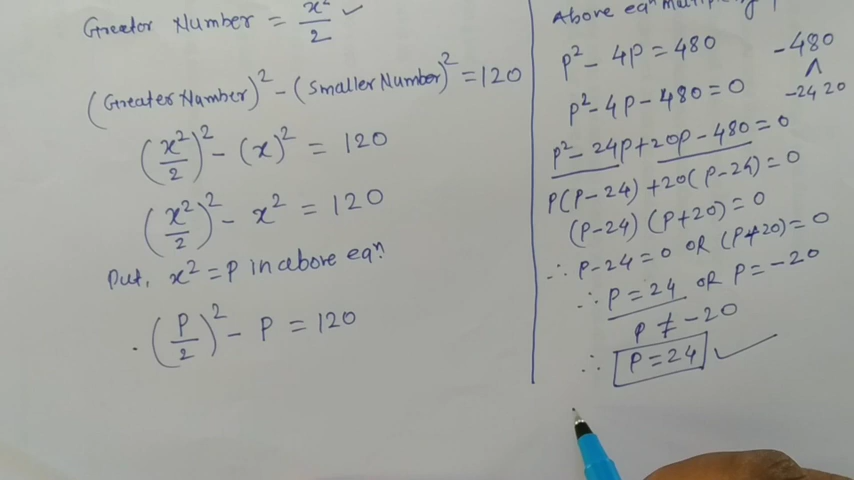 Greator Number = x²/2 ✓
(Greater Number)² - (Smaller Number)² = 120
(x²/2)² - (x)² = 120
(x²/2)² - x² = 120
Put, x² = P in above eqⁿ
(P/2)² - P = 120
Above eqⁿ multip
P² - 4P = 480
-480
P² - 4P - 480 = 0
-24 20
P² - 24P + 20P - 480 = 0
P(P-24) + 20(P-24) = 0
(P-24) (P+20) = 0
∴ P-24 = 0 OR (P+20) = 0
∴ P = 24 OR P = -20
P ≠ -20
∴ P = 24 ✓